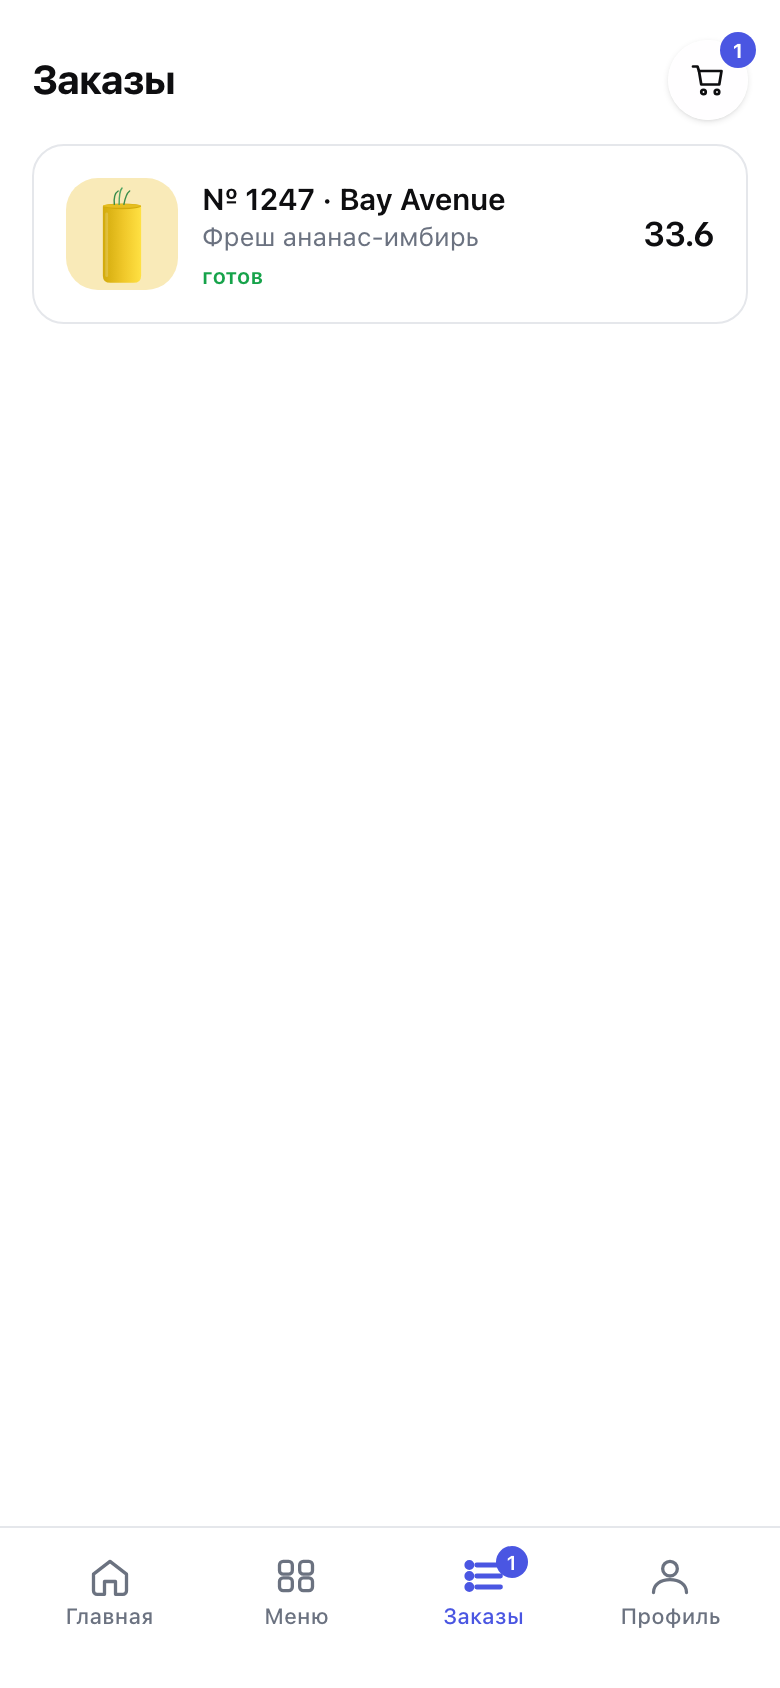 Заказы
1
№ 1247 · Bay Avenue
Фреш ананас-имбирь
33.6
готов
1
Главная
Меню
Заказы
Профиль